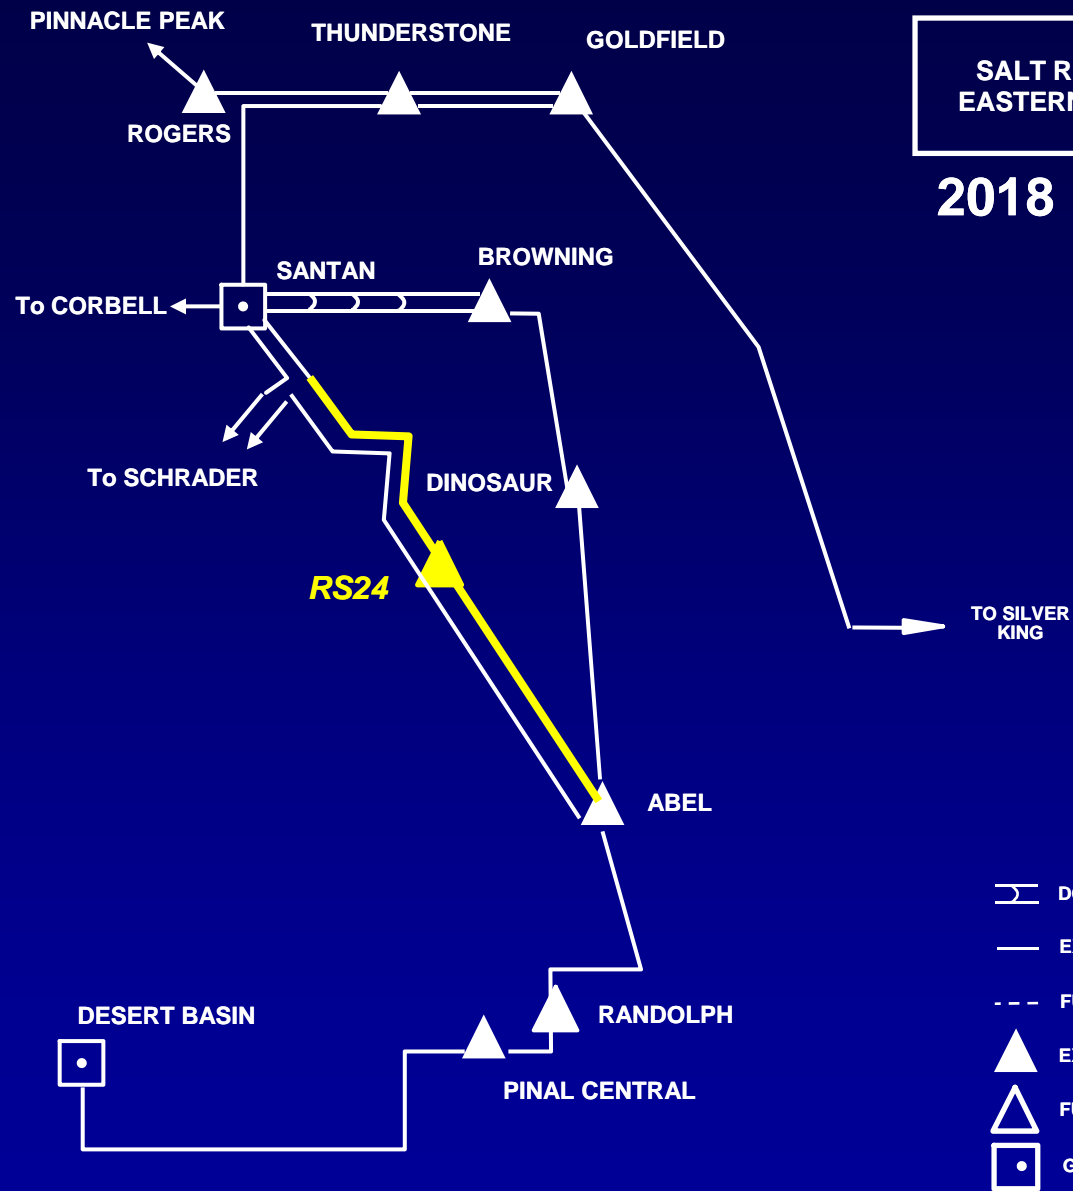 PINNACLE PEAK
THUNDERSTONE
GOLDFIELD
SALT R
EASTERN
2018
ROGERS
SANTAN
BROWNING
To CORBELL
To SCHRADER
DINOSAUR
RS24
TO SILVER
KING
ABEL
DESERT BASIN
RANDOLPH
PINAL CENTRAL